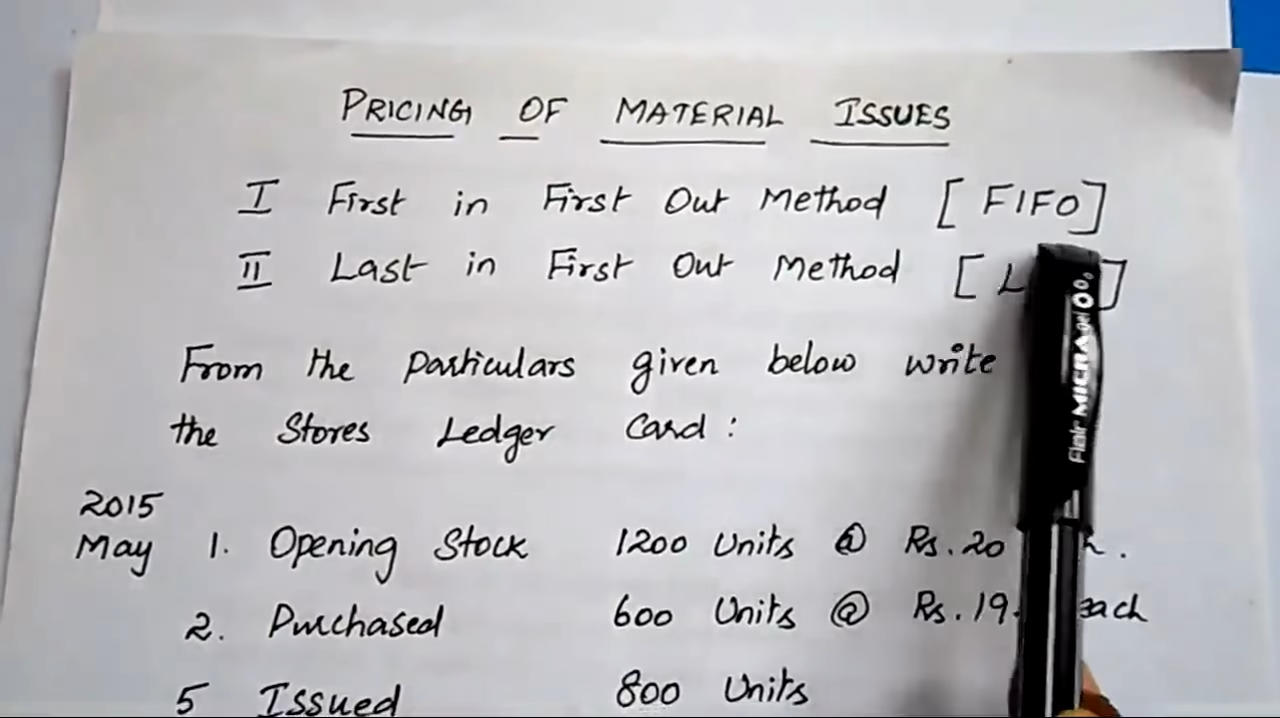 PRICING OF MATERIAL ISSUES
I First in First Out Method [FIFO]
II Last in First Out Method [L ]
From the particulars given below write
the Stores Ledger Card :
2015
May 1. Opening Stock 1200 Units @ Rs.20 .
2. Purchased 600 Units @ Rs.19. each
5 Issued 800 Units
Flair MICRA gel